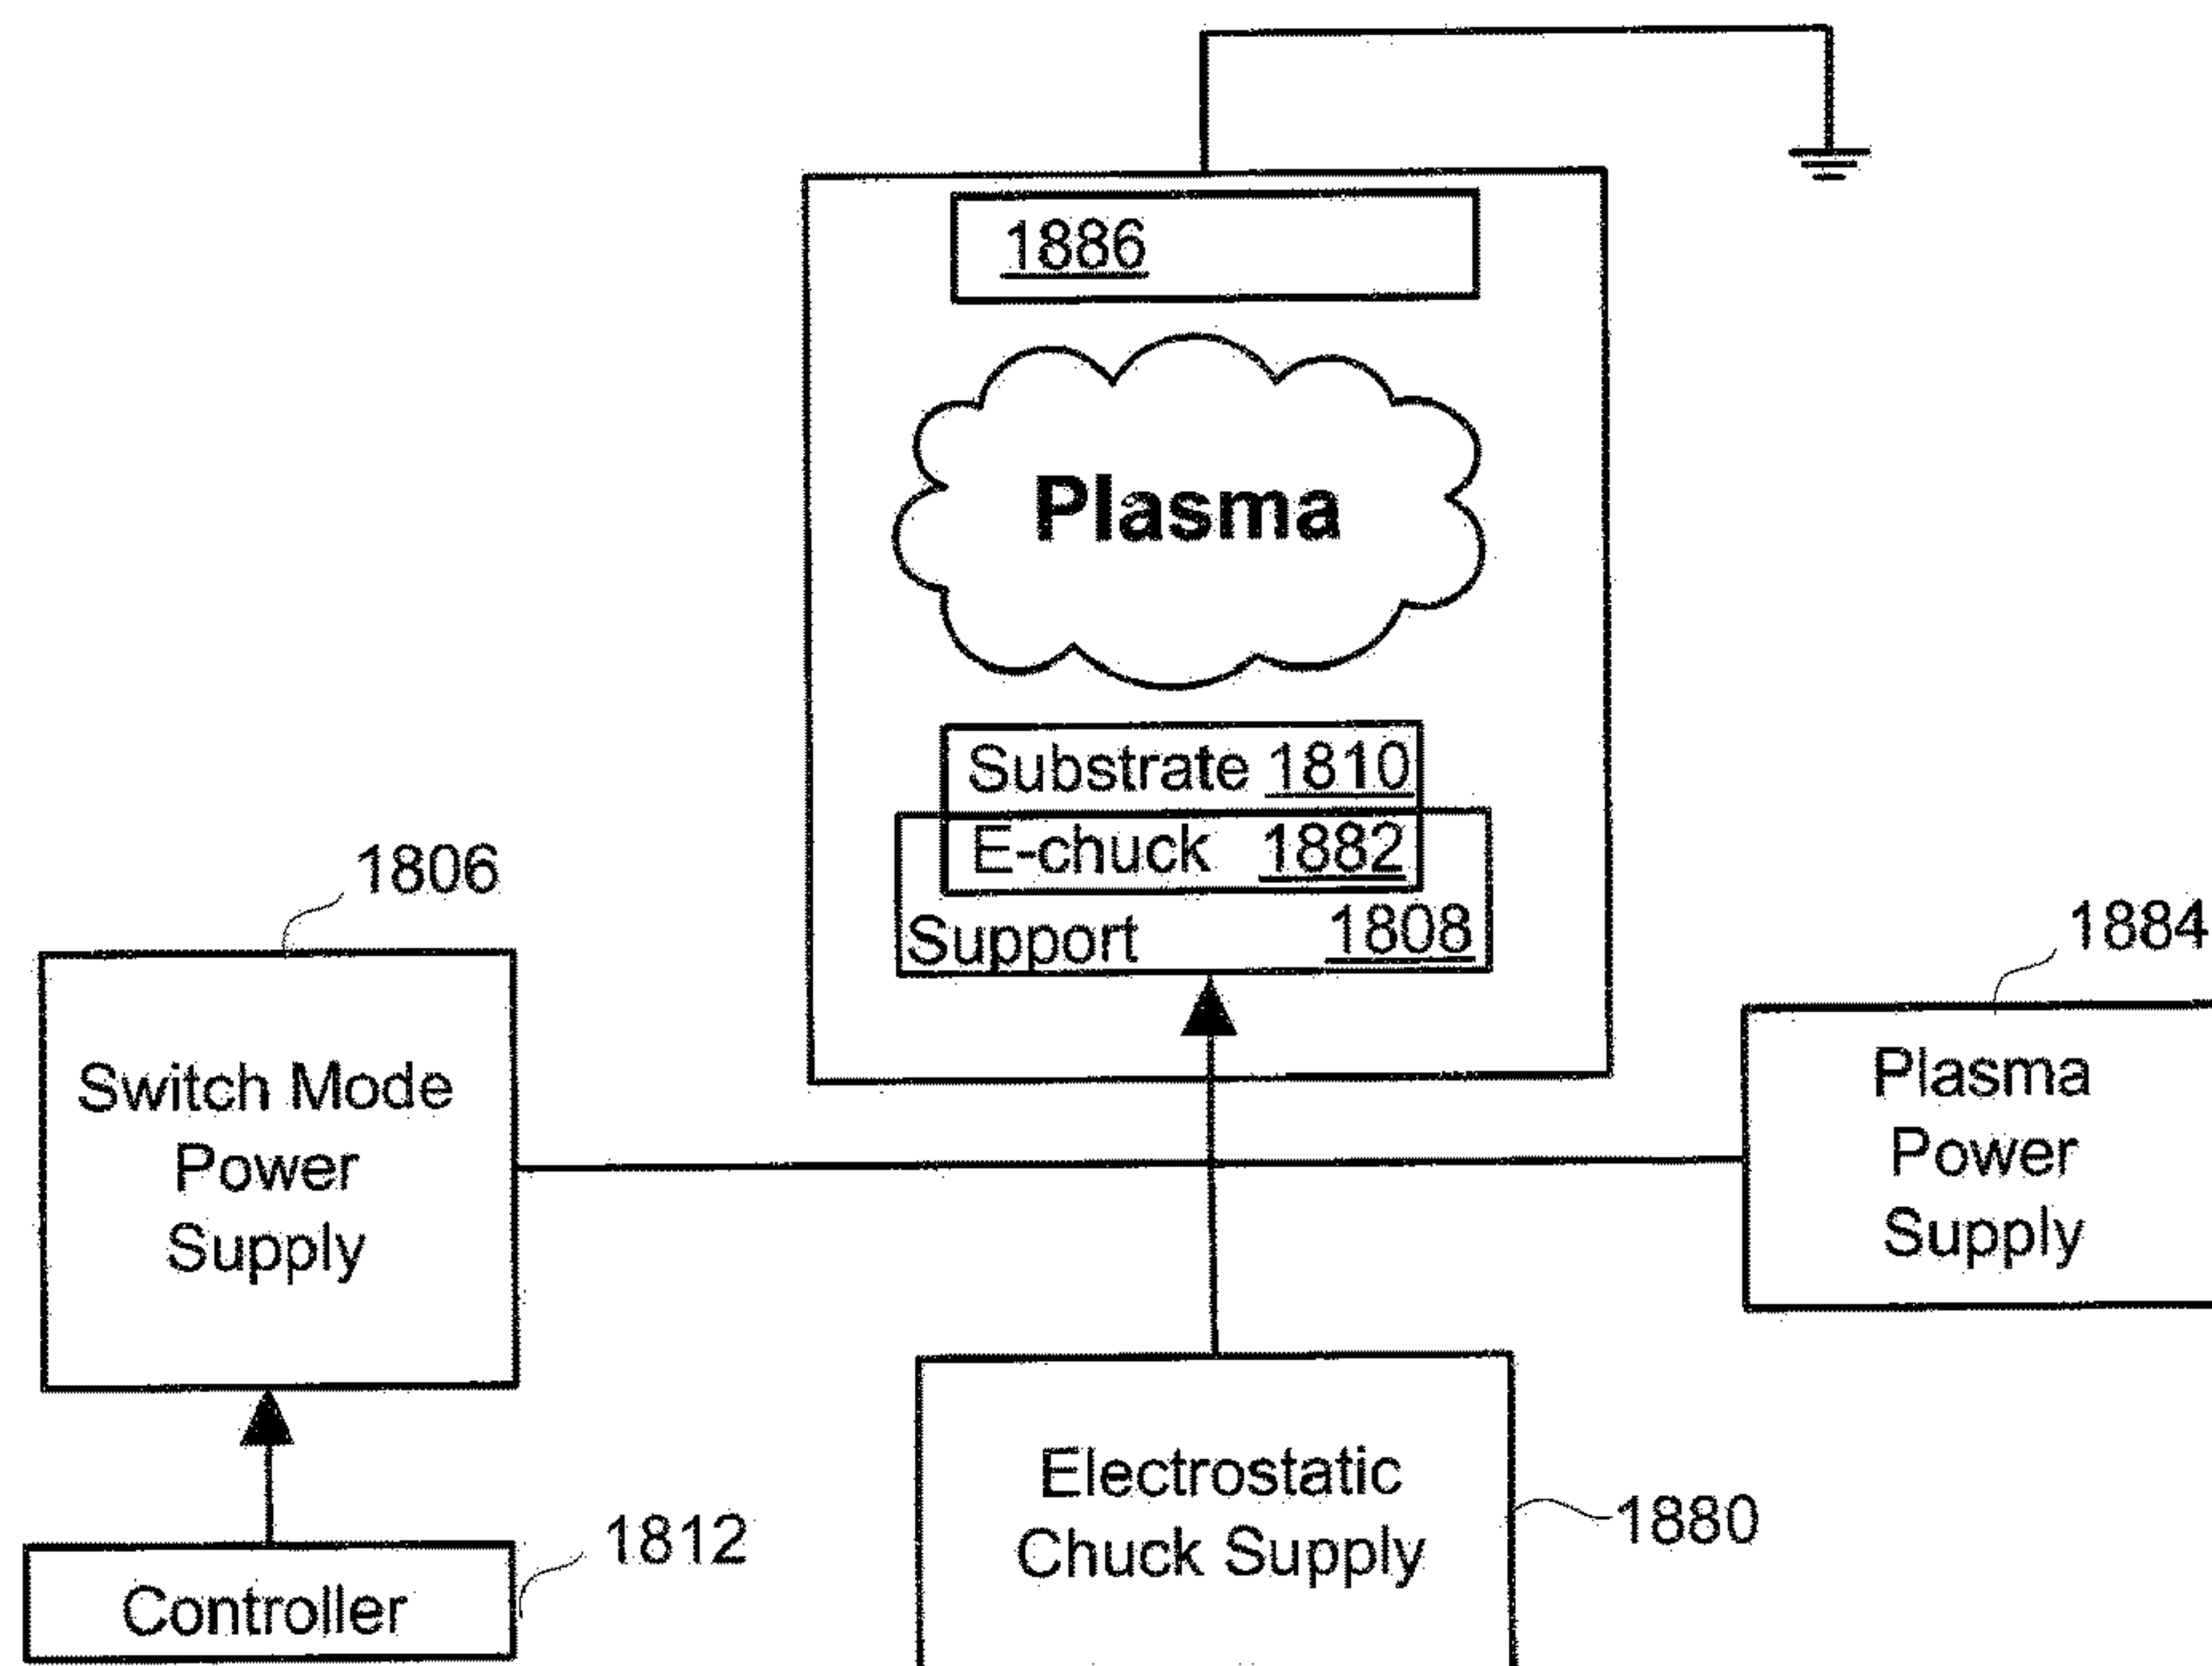 1886
Plasma
Substrate 1810
E-chuck 1882
Support 1808
1806
Switch Mode
Power
Supply
1884
Plasma
Power
Supply
Electrostatic
Chuck Supply
1880
1812
Controller